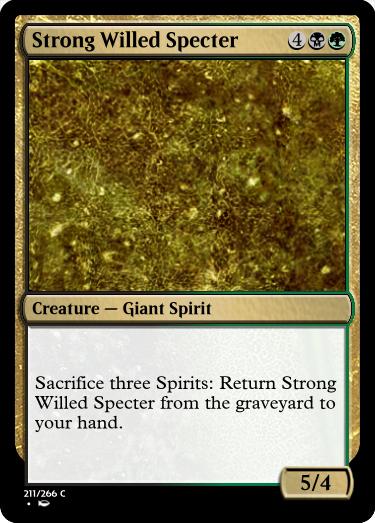 Strong Willed Specter 4
Creature — Giant Spirit
Sacrifice three Spirits: Return Strong
Willed Specter from the graveyard to
your hand.
5/4
211/266 C